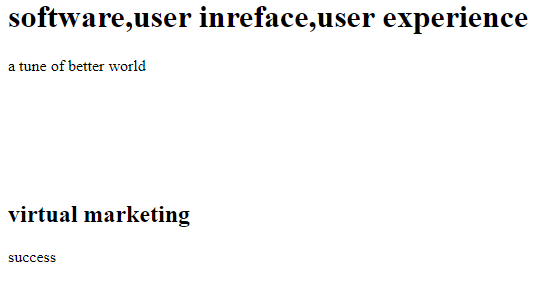 software,user inreface,user experience
a tune of better world
virtual marketing
success